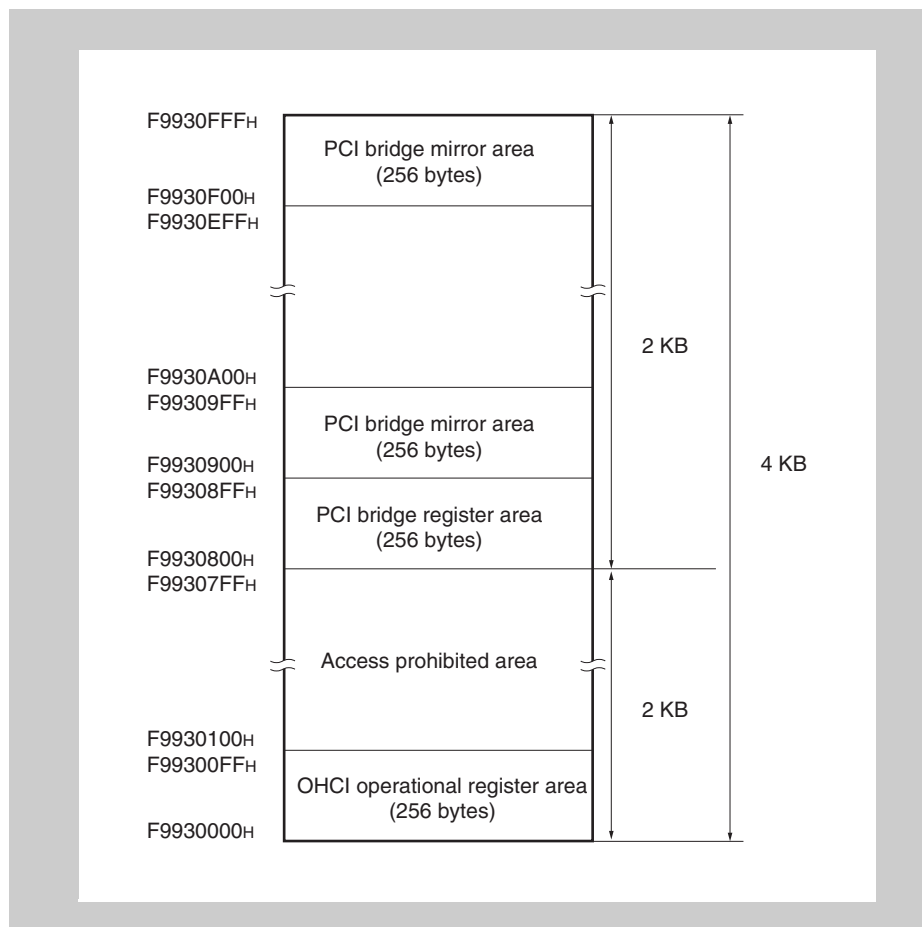 F9930FFFH
PCI bridge mirror area
(256 bytes)
F9930F00H
F9930EFFH
2 KB
F9930A00H
F99309FFH
PCI bridge mirror area
(256 bytes)
4 KB
F9930900H
F99308FFH
PCI bridge register area
(256 bytes)
F9930800H
F99307FFH
Access prohibited area
2 KB
F9930100H
F99300FFH
OHCI operational register area
(256 bytes)
F9930000H